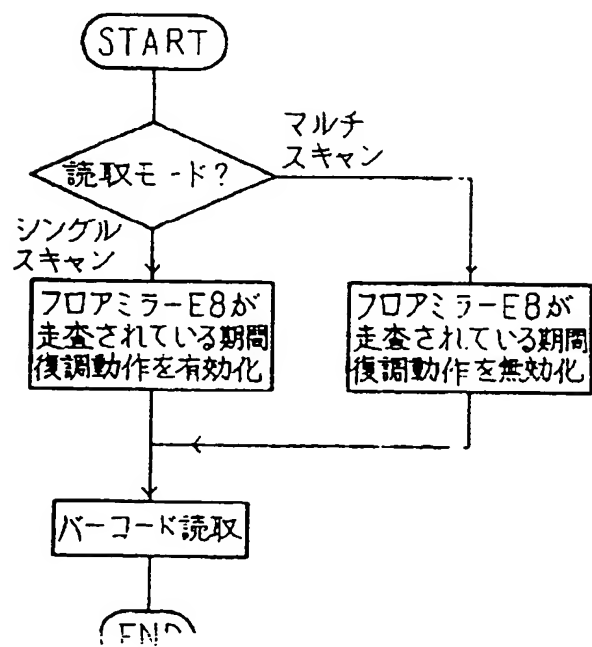 START
マルチ
スキャン
読取モード?
シングル
スキャン
フロアミラーE8が
走査されている期間
復調動作を有効化
フロアミラーE8が
走査されている期間
復調動作を無効化
バーコード読取
END